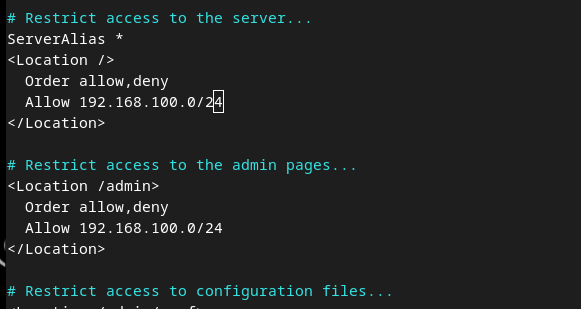 # Restrict access to the server...
ServerAlias *
<Location />
  Order allow,deny
  Allow 192.168.100.0/24
</Location>

# Restrict access to the admin pages...
<Location /admin>
  Order allow,deny
  Allow 192.168.100.0/24
</Location>

# Restrict access to configuration files...